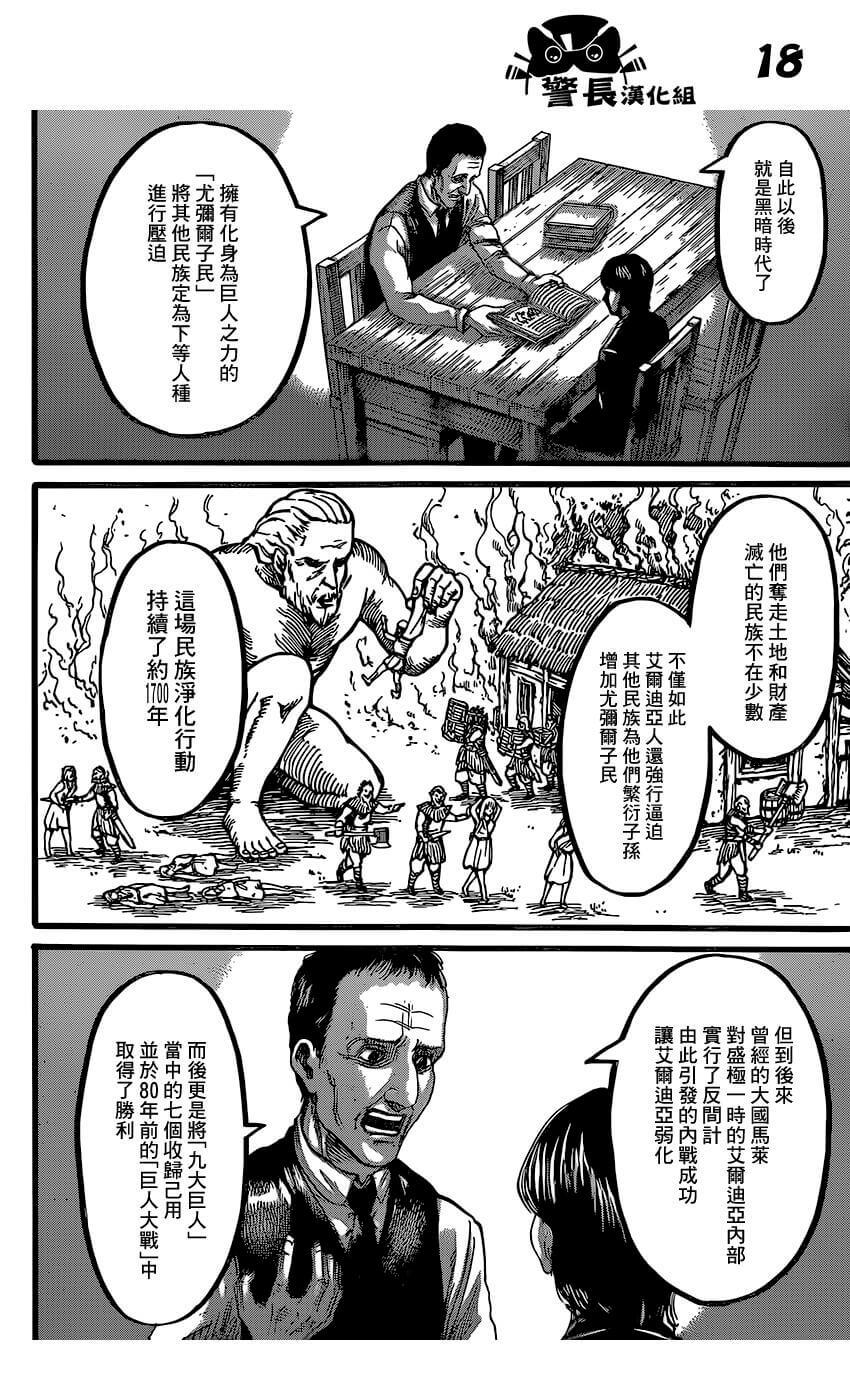 警長漢化組
18
自此以後
就是黑暗時代了
擁有化身為巨人之力的
「尤彌爾子民」
將其他民族定為下等人種
進行壓迫
他們奪走土地和財產
滅亡的民族不在少數
不僅如此
艾爾迪亞人還強行逼迫
其他民族為他們繁衍子孫
增加尤彌爾子民
這場民族淨化行動
持續了約1700年
但到後來
曾經的大國馬萊
對盛極一時的艾爾迪亞內部
實行了反間計
由此引發的內戰成功
讓艾爾迪亞弱化
而後更是將「九大巨人」
當中的七個收歸己用
並於80年前的「巨人大戰」中
取得了勝利